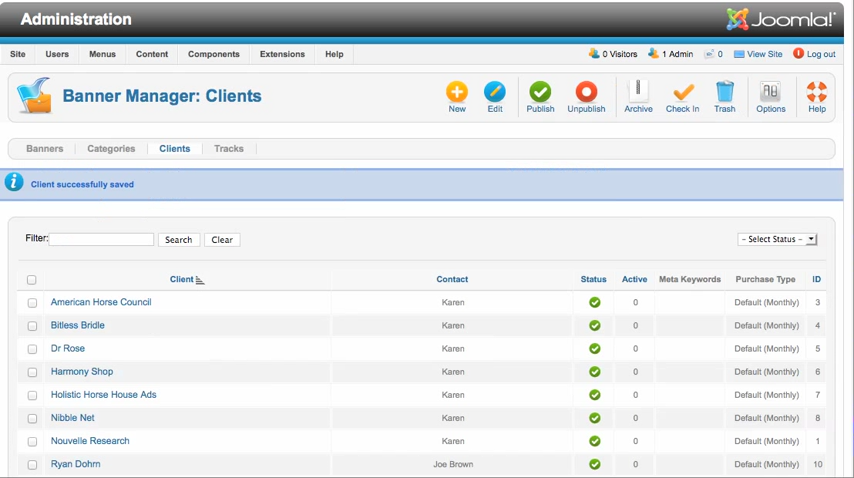 Administration
Joomla!
Site Users Menus Content Components Extensions Help 0 Visitors 1 Admin 0 View Site Log out
Banner Manager: Clients
New Edit Publish Unpublish Archive Check In Trash Options Help
Banners Categories Clients Tracks
Client successfully saved
Filter: Search Clear - Select Status -
Client Contact Status Active Meta Keywords Purchase Type ID
American Horse Council Karen 0 Default (Monthly) 3
Bitless Bridle Karen 0 Default (Monthly) 4
Dr Rose Karen 0 Default (Monthly) 5
Harmony Shop Karen 0 Default (Monthly) 6
Holistic Horse House Ads Karen 0 Default (Monthly) 7
Nibble Net Karen 0 Default (Monthly) 8
Nouvelle Research Karen 0 Default (Monthly) 1
Ryan Dohrn Joe Brown 0 Default (Monthly) 10